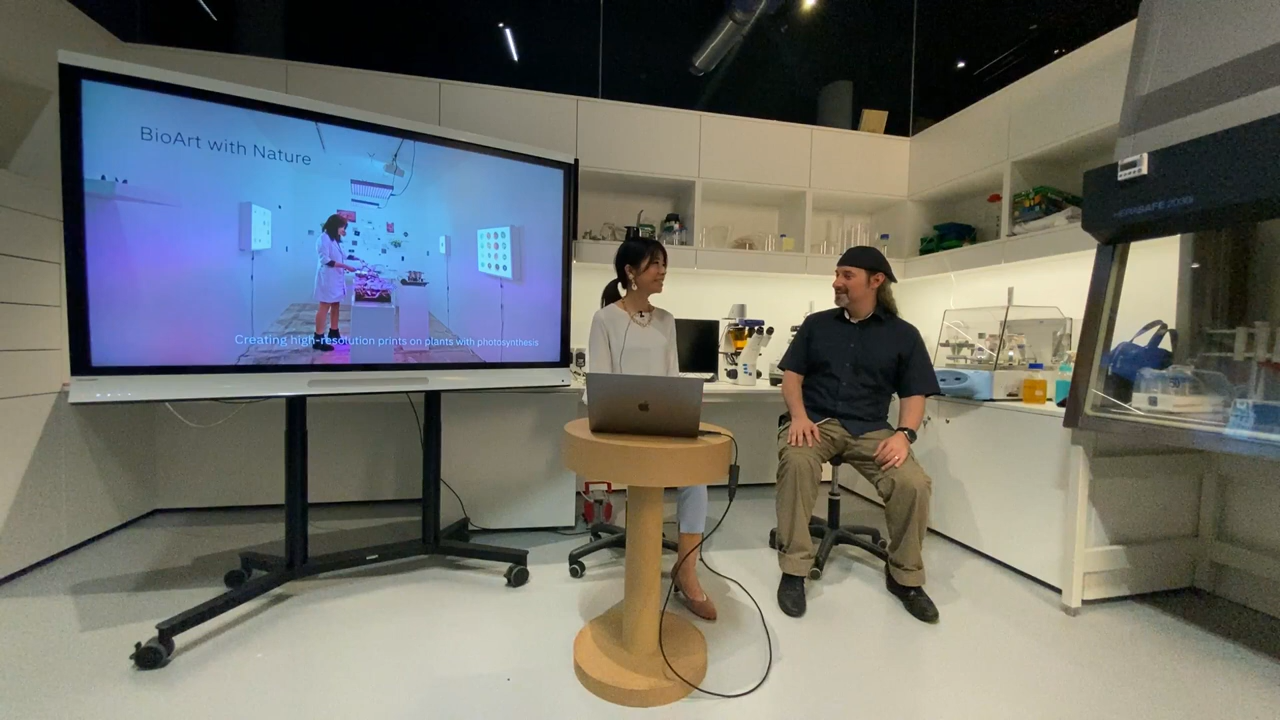 BioArt with Nature
Creating high-resolution prints on plants with photosynthesis